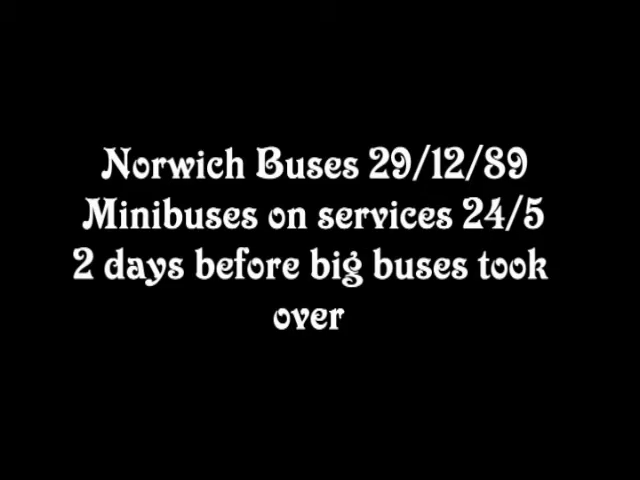 Norwich Buses 29/12/89
Minibuses on services 24/5
2 days before big buses took
over